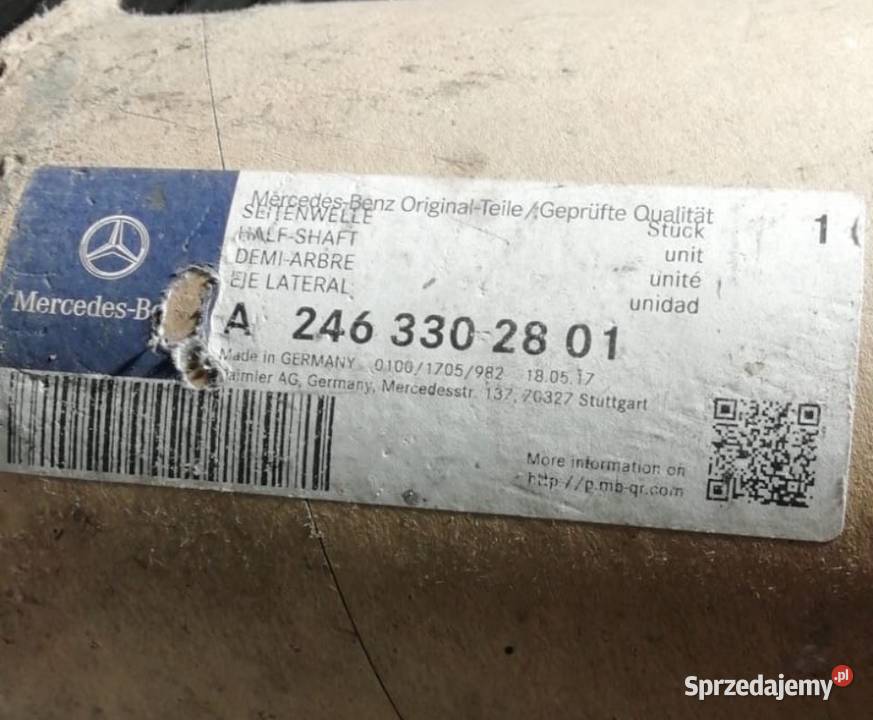 Mercedes-Benz Original-Teile/Geprüfte Qualität
SEITENWELLE Stück 1
HALF-SHAFT unit
DEMI-ARBRE unité
EJE LATERAL unidad
Mercedes-B
A 246 330 28 01
Made in GERMANY 0100/1705/982 18.05.17
Daimler AG, Germany, Mercedesstr. 137, 70327 Stuttgart
More information on
http://p.mb-qr.com
Sprzedajemy.pl